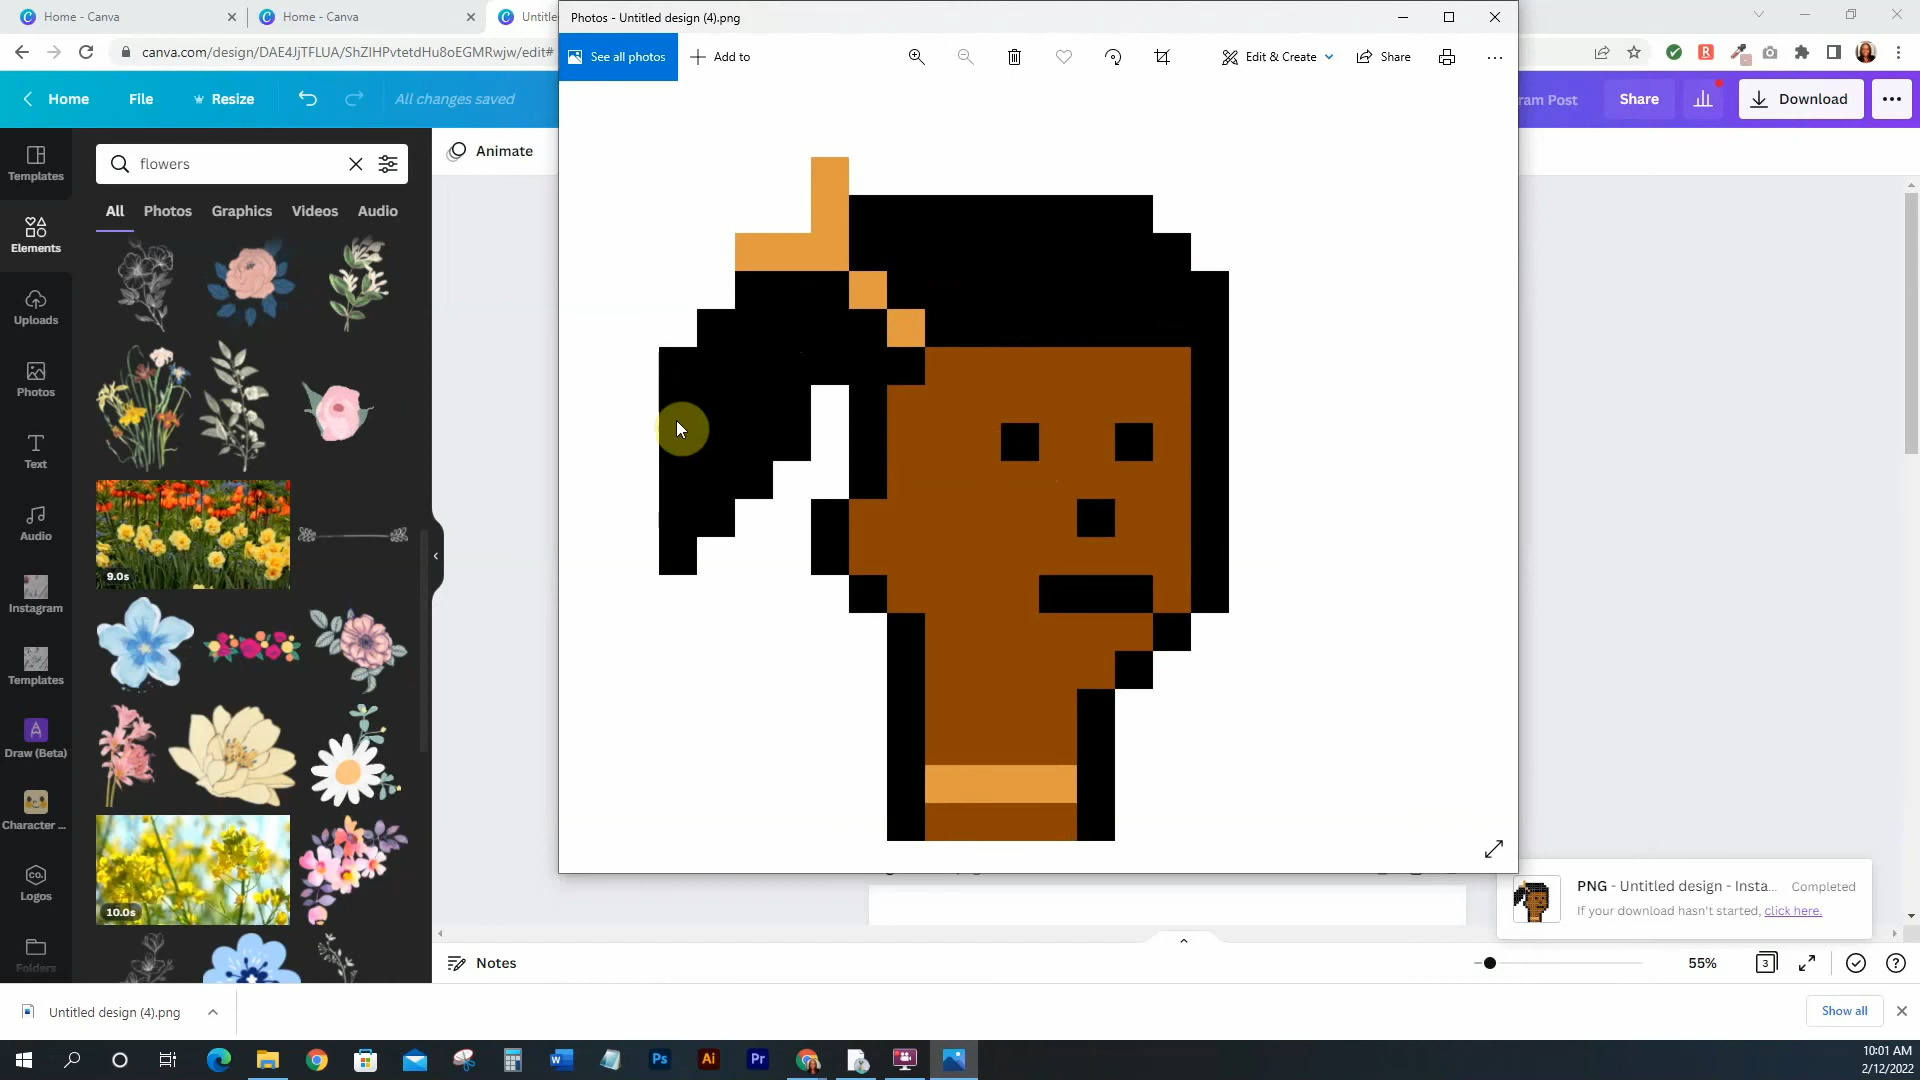 Home - Canva
Home - Canva
Untitle
Photos - Untitled design (4).png
canva.com/design/DAE4JjTFLUA/ShZIHPvtetdHu8oEGMRwjw/edit#
See all photos
Add to
Edit & Create
Share
Home
File
Resize
All changes saved
ram Post
Share
Download
Templates
flowers
Animate
All
Photos
Graphics
Videos
Audio
Elements
Uploads
Photos
Text
Audio
9.0s
Instagram
Templates
Draw (Beta)
Character ...
10.0s
Logos
Folders
PNG - Untitled design - Insta...
Completed
If your download hasn't started, click here.
Notes
55%
3
Untitled design (4).png
Show all
10:01 AM
2/12/2022